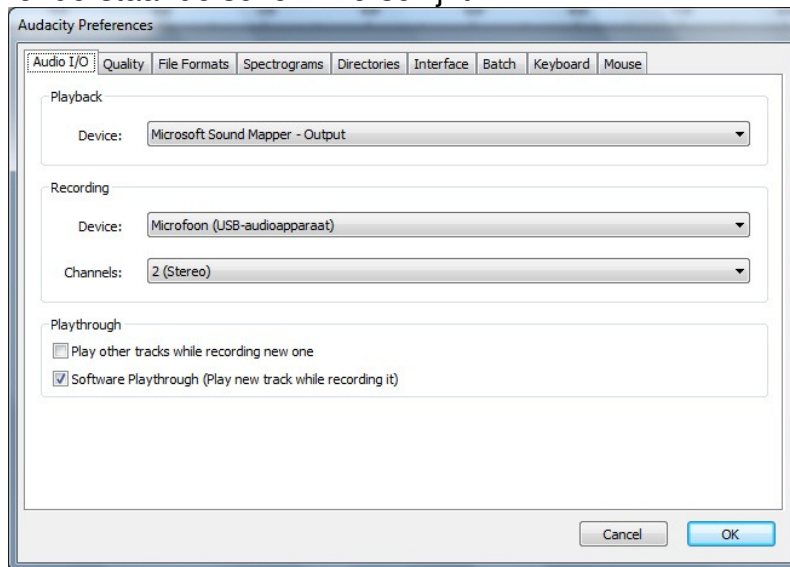 Audacity Preferences
Audio I/O Quality File Formats Spectrograms Directories Interface Batch Keyboard Mouse
Playback
Device: Microsoft Sound Mapper - Output
Recording
Device: Microfoon (USB-audioapparaat)
Channels: 2 (Stereo)
Playthrough
Play other tracks while recording new one
Software Playthrough (Play new track while recording it)
Cancel OK